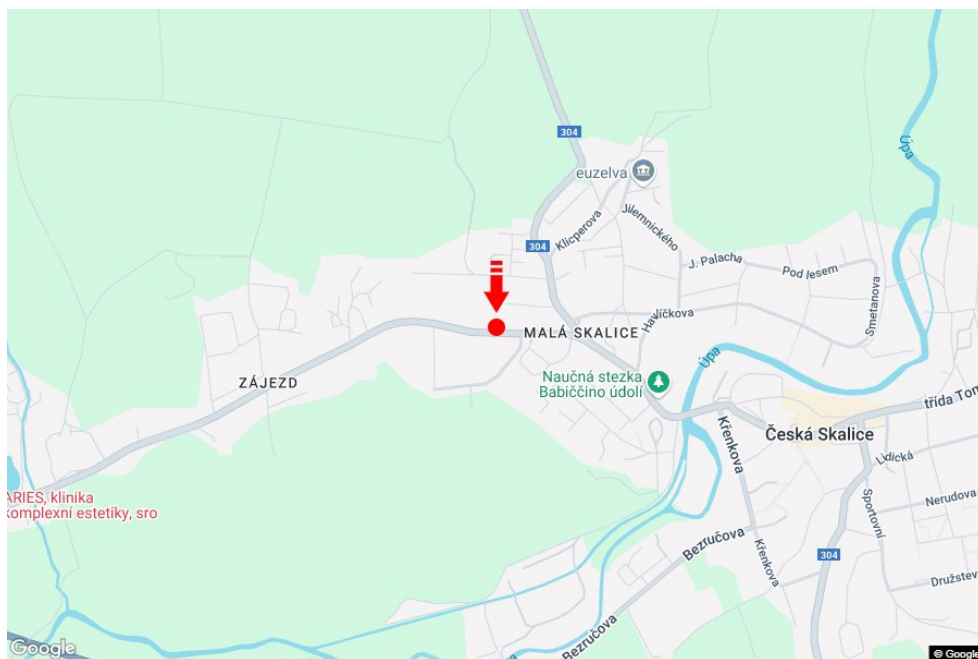 304
Úpa
euzelva
Klicperova
Jilemnického
304
J. Palacha
Pod lesem
Havlíčkova
Smetanova
MALÁ SKALICE
Úpa
ZÁJEZD
Naučná stezka
Babiččino údolí
třída Tom
Křenkova
Česká Skalice
Lidická
ARIES, klinika
komplexní estetiky, sro
Sportovní
Nerudova
Bezručova
Křenkova
304
Družstev
Bezručova
Google
© Google